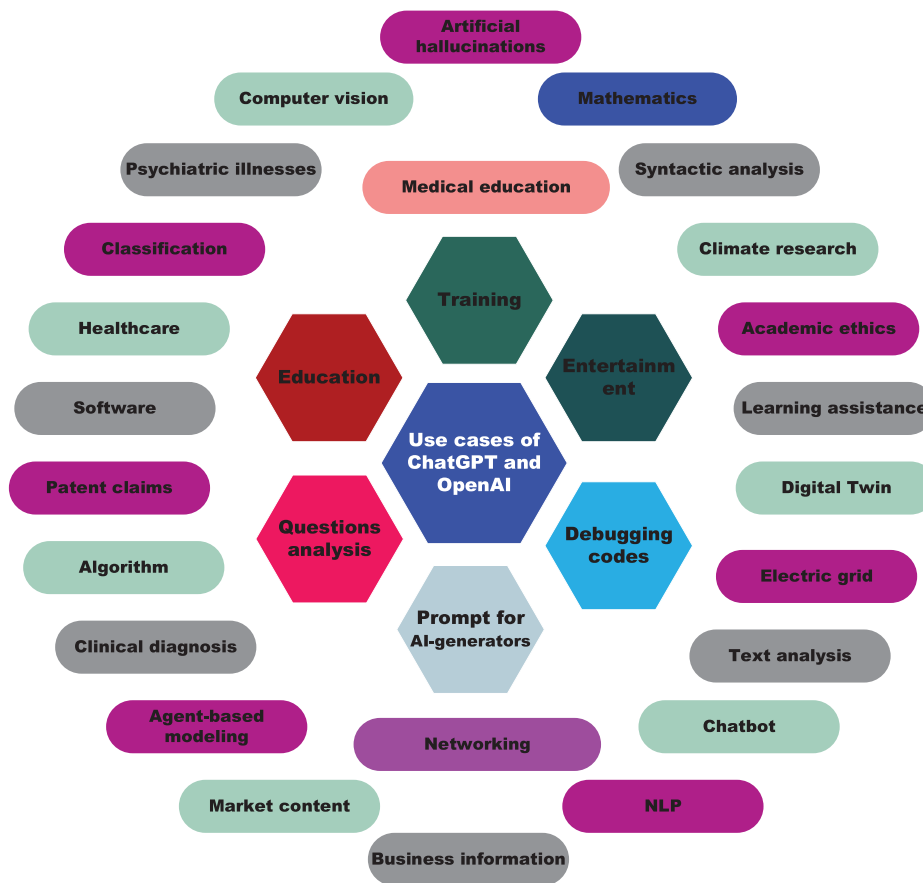 Artificial
hallucinations
Computer vision
Mathematics
Psychiatric illnesses
Syntactic analysis
Medical education
Classification
Climate research
Training
Healthcare
Academic ethics
Education
Entertainm
ent
Software
Learning assistance
Use cases of
ChatGPT and
OpenAI
Patent claims
Digital Twin
Questions
analysis
Debugging
codes
Algorithm
Electric grid
Prompt for
AI-generators
Clinical diagnosis
Text analysis
Agent-based
modeling
Chatbot
Networking
Market content
NLP
Business information